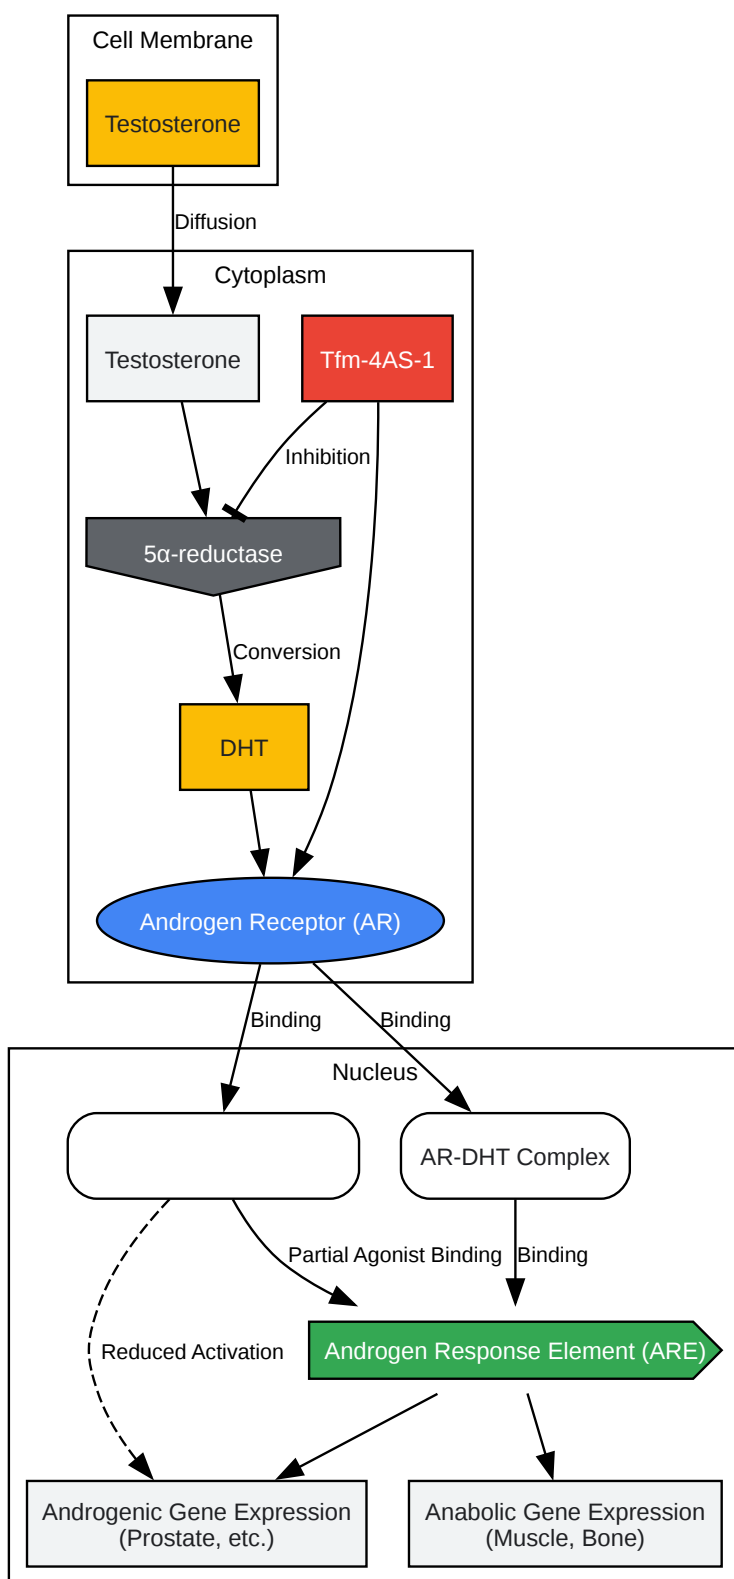 Cell Membrane
Testosterone
Diffusion
Cytoplasm
Testosterone
Tfm-4AS-1
Inhibition
5α-reductase
Conversion
DHT
Androgen Receptor (AR)
Binding
Binding
Nucleus
AR-DHT Complex
Partial Agonist Binding
Binding
Reduced Activation
Androgen Response Element (ARE)
Androgenic Gene Expression
(Prostate, etc.)
Anabolic Gene Expression
(Muscle, Bone)